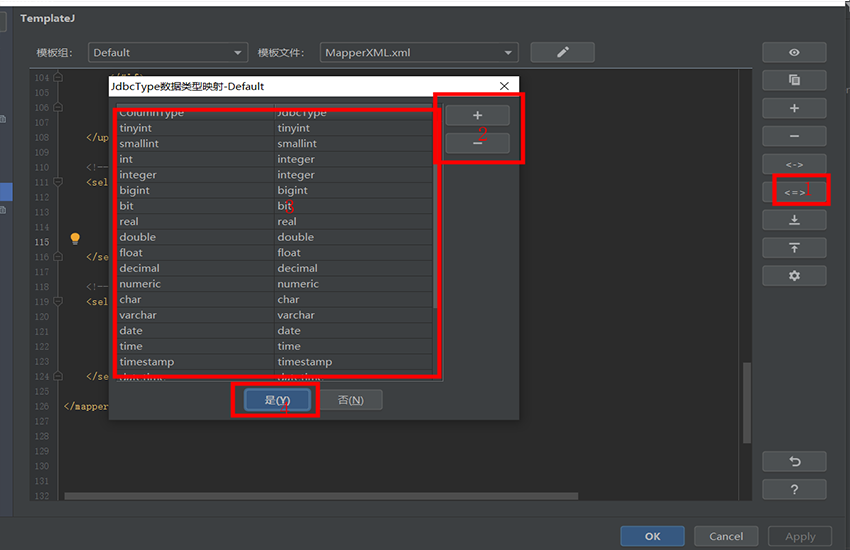 TemplateJ
模板组: Default 模板文件: MapperXML.xml
JdbcType数据类型映射-Default
ColumnType JdbcType
tinyint tinyint
smallint smallint
int integer
integer integer
bigint bigint
bit bit
real real
double double
float float
decimal decimal
numeric numeric
char char
varchar varchar
date date
time time
timestamp timestamp
datetime datetime
+
−
2
3
是(Y)
否(N)
104
105
106
107
108 </up
109
110 <!--
111 <sel
112
113
114
115
116 </se
117
118 <!--
119 <sel
120
121
122
123
124 </se
125
126 </mapper
127
128
129
130
131
132
+
−
<->
<=>
1
?
OK Cancel Apply